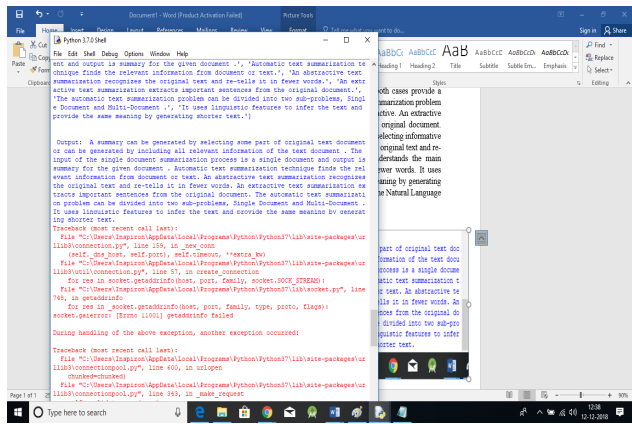 Document1 - Word (Product Activation Failed)
Picture Tools
File Home Insert Design Layout References Mailings Review View Format Tell me what you want to do...
Sign in Share
Python 3.7.0 Shell
File Edit Shell Debug Options Window Help
Cut
Copy
Paste
Clipboard
AaBbCc AaBbCcC AaB AaBbCcC AaBbCcDc AaBbCcDc
Heading 1 Heading 2 Title Subtitle Subtle Em... Emphasis
Styles
Find
Replace
Select
Editing
ent and output is summary for the given document .', 'Automatic text summarization te
chnique finds the relevant information from document or text.', 'An abstractive text
summarization recognizes the original text and re-tells it in fewer words.', 'An extr
active text summarization extracts important sentences from the original document.',
'The automatic text summarization problem can be divided into two sub-problems, Singl
e Document and Multi-Document .', 'It uses linguistic features to infer the text and
provide the same meaning by generating shorter text.']
Output: A summary can be generated by selecting some part of original text document
or can be generated by including all relevant information of the text document . The
input of the single document summarization process is a single document and output is
summary for the given document . Automatic text summarization technique finds the rel
evant information from document or text. An abstractive text summarization recognizes
the original text and re-tells it in fewer words. An extractive text summarization ex
tracts important sentences from the original document. The automatic text summarizati
on problem can be divided into two sub-problems, Single Document and Multi-Document .
It uses linguistic features to infer the text and provide the same meaning by generat
ing shorter text.
Traceback (most recent call last):
File "C:\Users\Inspiron\AppData\Local\Programs\Python\Python37\lib\site-packages\ur
llib3\connection.py", line 159, in _new_conn
(self._dns_host, self.port), self.timeout, **extra_kw)
File "C:\Users\Inspiron\AppData\Local\Programs\Python\Python37\lib\site-packages\ur
llib3\util\connection.py", line 57, in create_connection
for res in socket.getaddrinfo(host, port, family, socket.SOCK_STREAM):
File "C:\Users\Inspiron\AppData\Local\Programs\Python\Python37\lib\socket.py", line
748, in getaddrinfo
for res in _socket.getaddrinfo(host, port, family, type, proto, flags):
socket.gaierror: [Errno 11001] getaddrinfo failed
During handling of the above exception, another exception occurred:
Traceback (most recent call last):
File "C:\Users\Inspiron\AppData\Local\Programs\Python\Python37\lib\site-packages\ur
llib3\connectionpool.py", line 600, in urlopen
chunked=chunked)
File "C:\Users\Inspiron\AppData\Local\Programs\Python\Python37\lib\site-packages\ur
llib3\connectionpool.py", line 343, in _make_request
oth cases provide a
marization problem
ctive. An extractive
original document.
electing informative
original text and re-
derstands the main
ewer words. It uses
aning by generating
e Natural Language
part of original text doc
formation of the text docu
process is a single docume
atic text summarization t
r text. An abstractive te
lls it in fewer words. An
ences from the original do
divided into two sub-pro
guistic features to infer
orter text.
Page 1 of 1
90%
Type here to search
12:38
12-12-2018